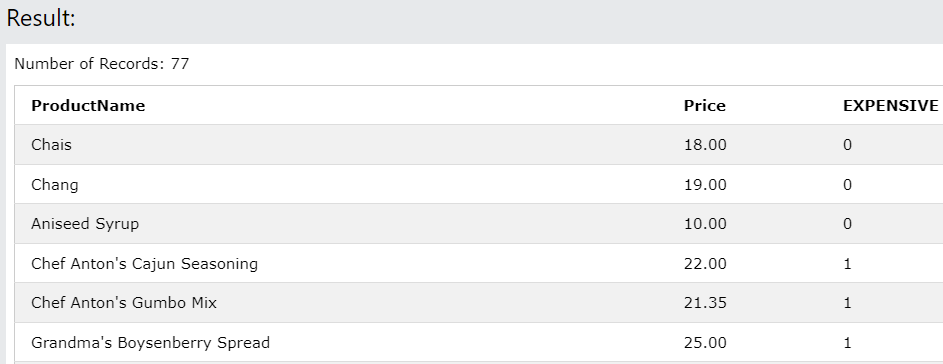 Result:
Number of Records: 77
ProductName Price EXPENSIVE
Chais 18.00 0
Chang 19.00 0
Aniseed Syrup 10.00 0
Chef Anton's Cajun Seasoning 22.00 1
Chef Anton's Gumbo Mix 21.35 1
Grandma's Boysenberry Spread 25.00 1